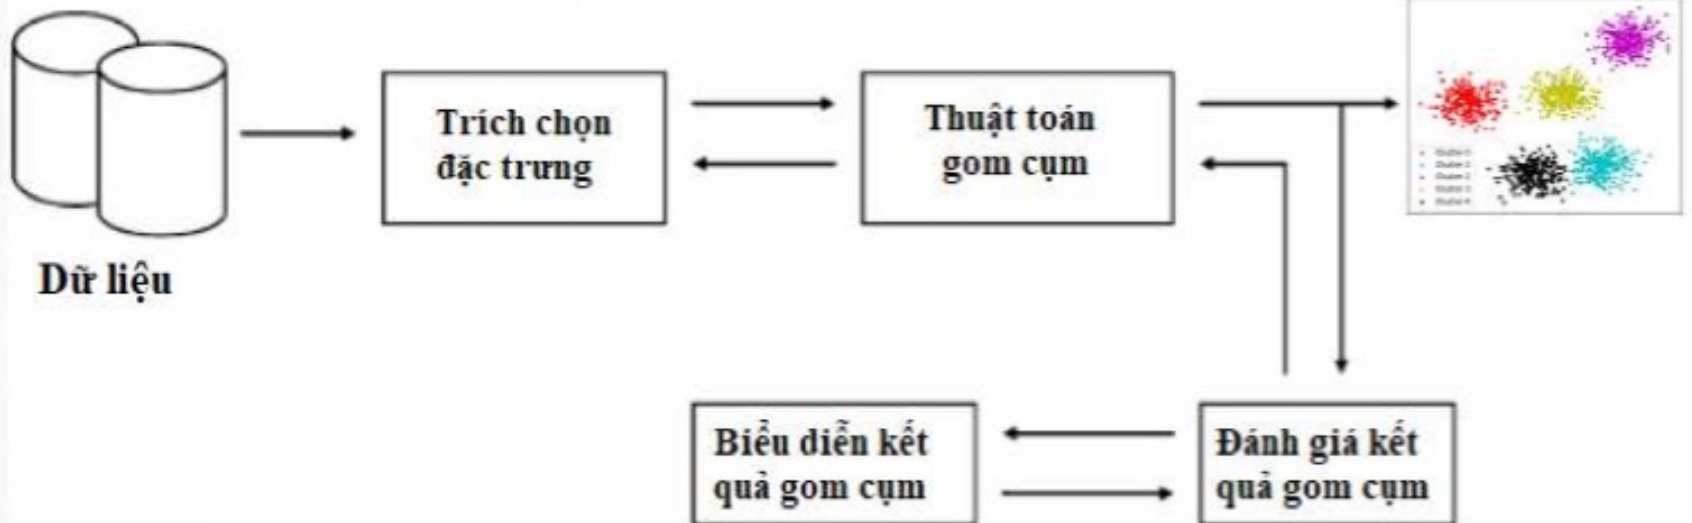 Trích chọn
đặc trưng
Thuật toán
gom cụm
Dữ liệu
Biểu diễn kết
quả gom cụm
Đánh giá kết
quả gom cụm